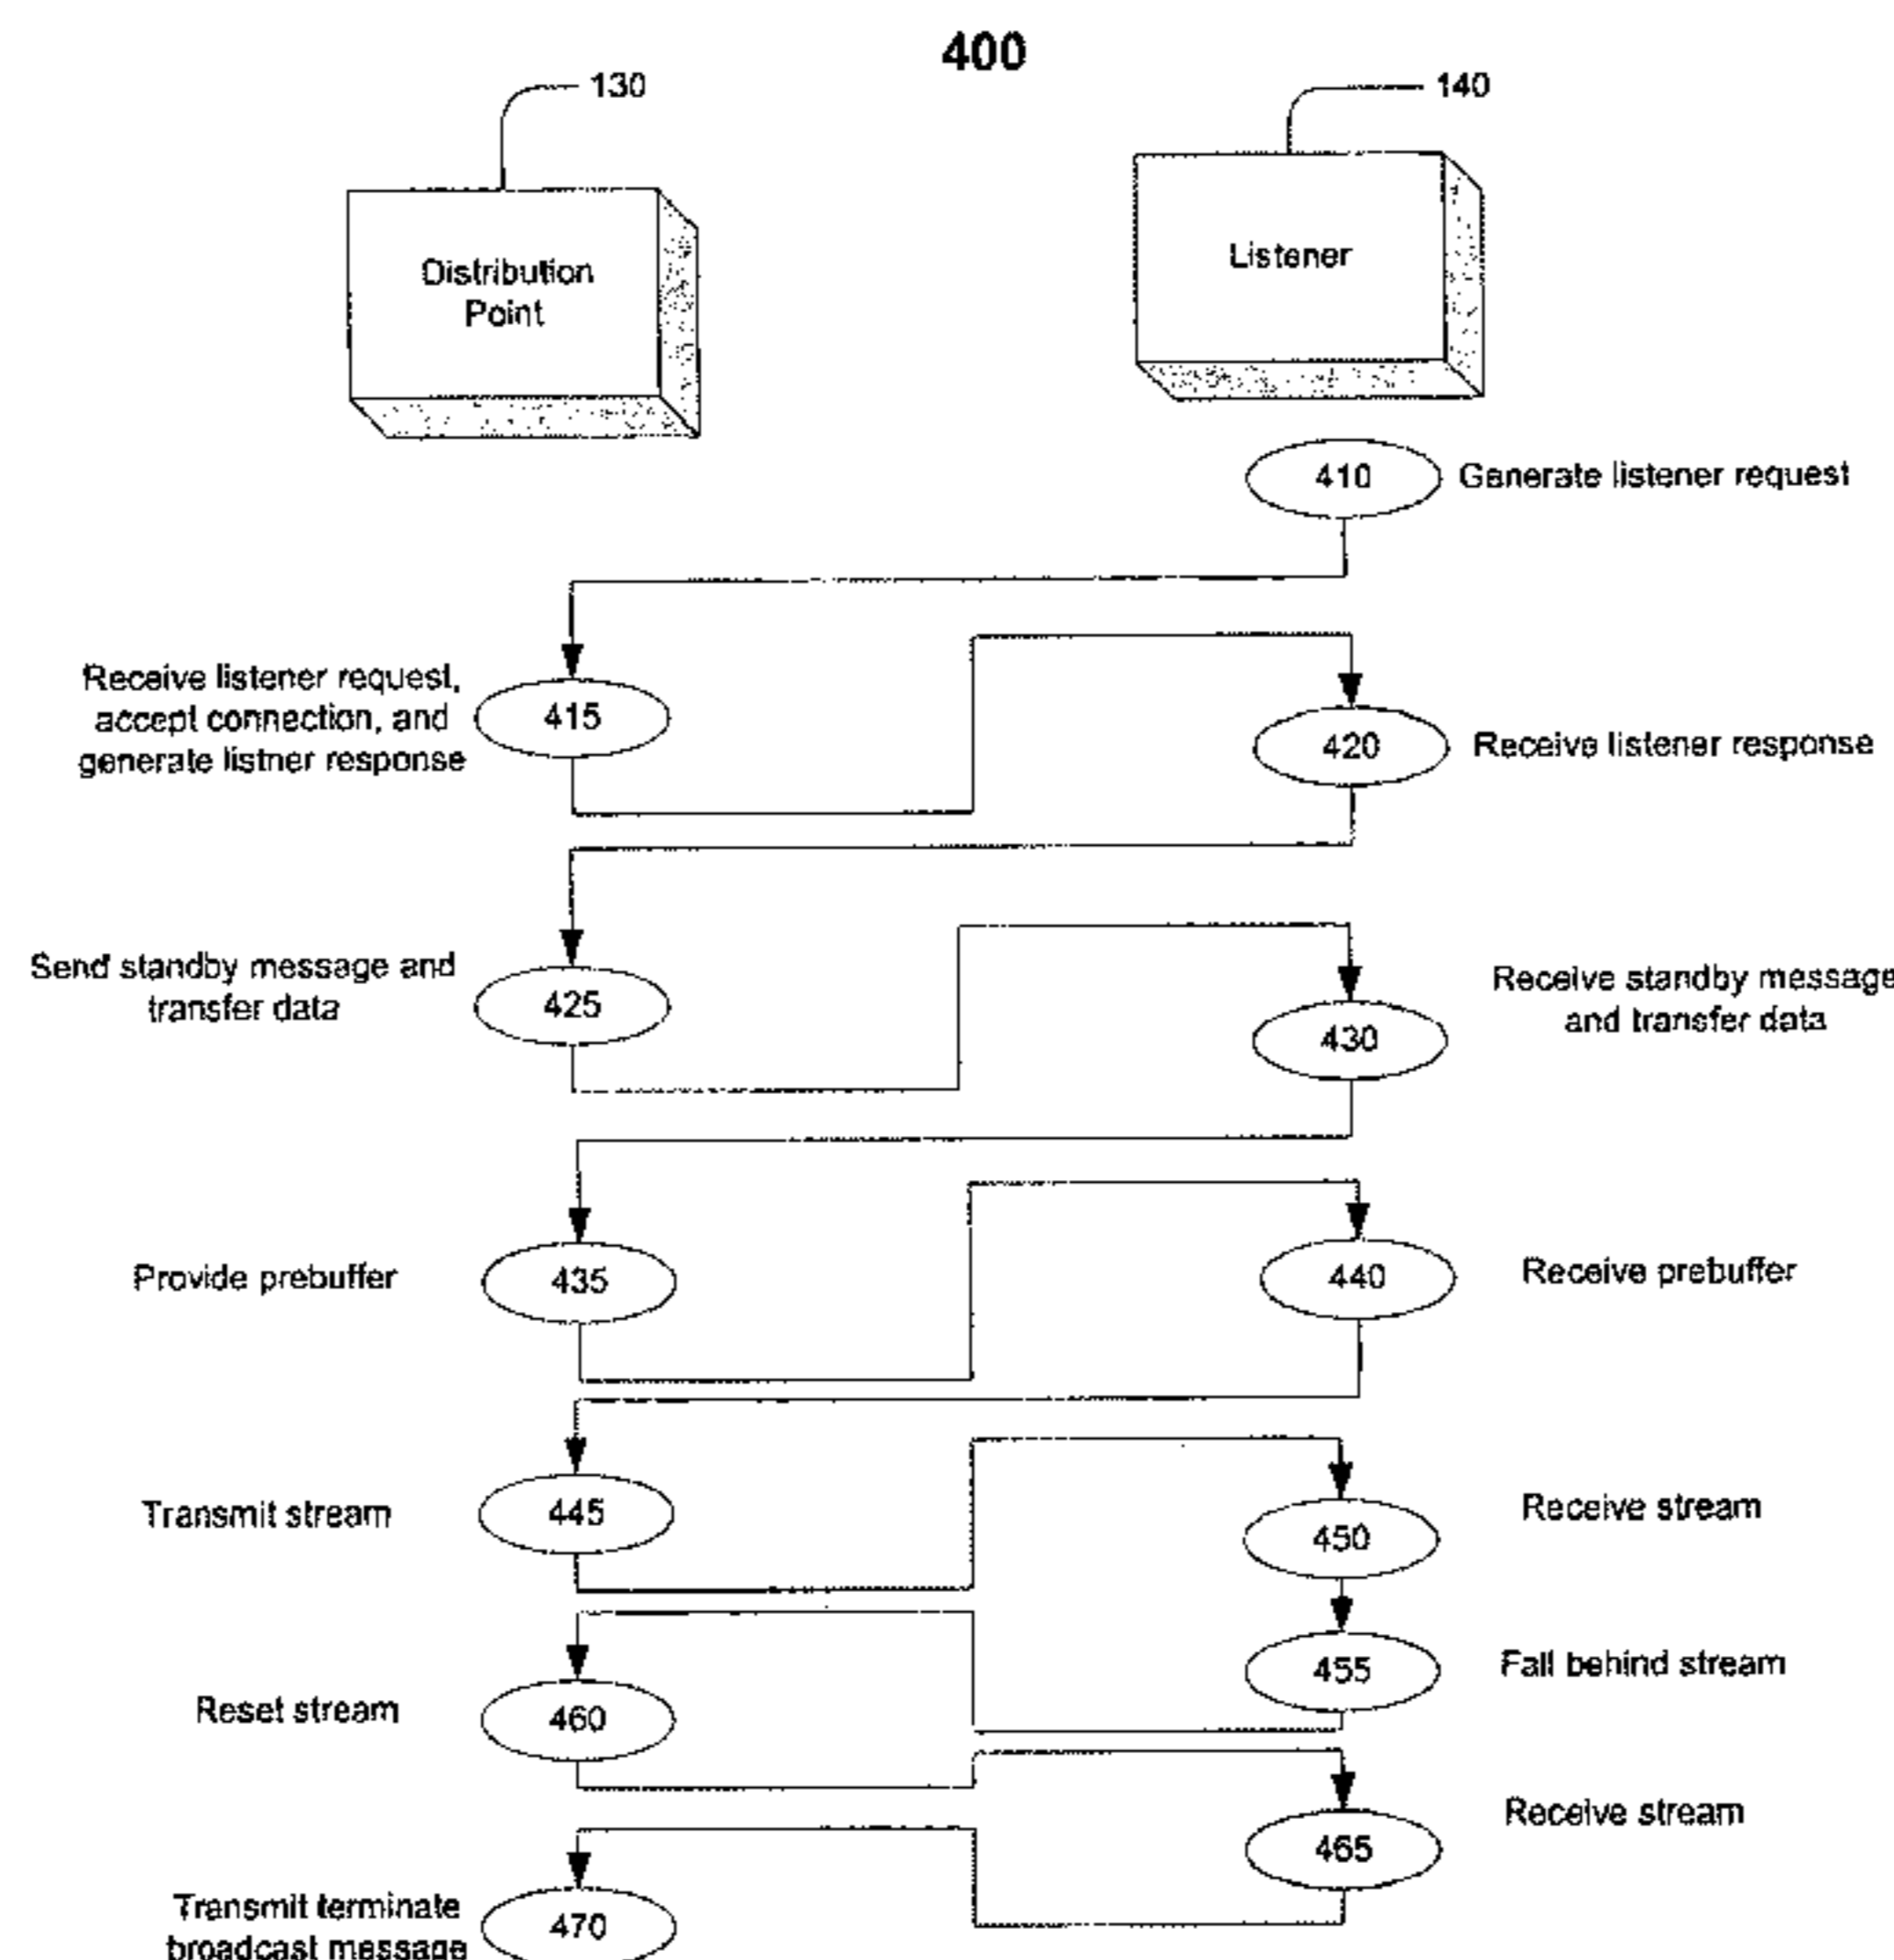 400
130
140
Distribution
Point
Listener
410
Generate listener request
Receive listener request,
accept connection, and
generate listner response
415
420
Receive listener response
Send standby message and
transfer data
425
430
Receive standby message
and transfer data
Provide prebuffer
435
440
Receive prebuffer
Transmit stream
445
450
Receive stream
455
Fall behind stream
Reset stream
460
465
Receive stream
Transmit terminate
broadcast message
470